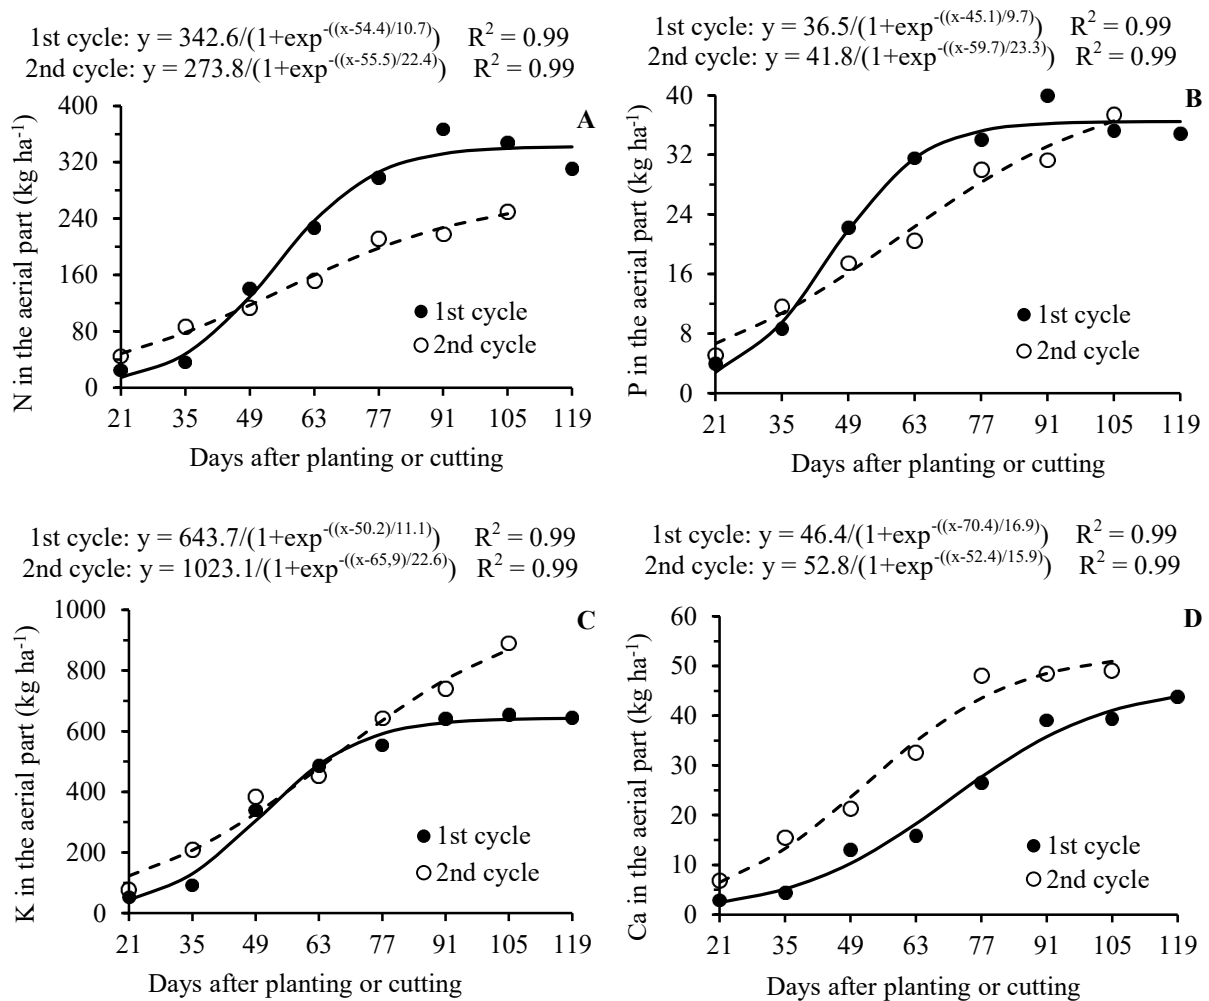 1st cycle: y = 342.6/(1+exp^-((x-54.4)/10.7)) R² = 0.99
2nd cycle: y = 273.8/(1+exp^-((x-55.5)/22.4)) R² = 0.99
A
N in the aerial part (kg ha⁻¹)
400
320
240
160
80
0
1st cycle
2nd cycle
21 35 49 63 77 91 105 119
Days after planting or cutting
1st cycle: y = 36.5/(1+exp^-((x-45.1)/9.7)) R² = 0.99
2nd cycle: y = 41.8/(1+exp^-((x-59.7)/23.3)) R² = 0.99
B
P in the aerial part (kg ha⁻¹)
40
32
24
16
8
0
1st cycle
2nd cycle
21 35 49 63 77 91 105 119
Days after planting or cutting
1st cycle: y = 643.7/(1+exp^-((x-50.2)/11.1)) R² = 0.99
2nd cycle: y = 1023.1/(1+exp^-((x-65,9)/22.6)) R² = 0.99
C
K in the aerial part (kg ha⁻¹)
1000
800
600
400
200
0
1st cycle
2nd cycle
21 35 49 63 77 91 105 119
Days after planting or cutting
1st cycle: y = 46.4/(1+exp^-((x-70.4)/16.9)) R² = 0.99
2nd cycle: y = 52.8/(1+exp^-((x-52.4)/15.9)) R² = 0.99
D
Ca in the aerial part (kg ha⁻¹)
60
50
40
30
20
10
0
1st cycle
2nd cycle
21 35 49 63 77 91 105 119
Days after planting or cutting